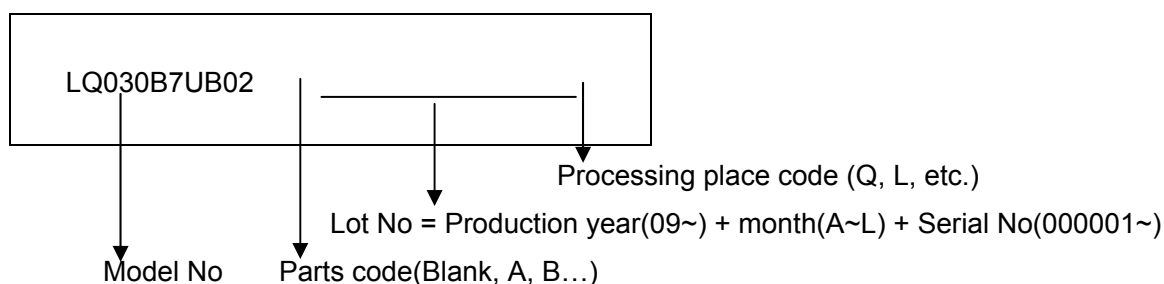 LQ030B7UB02
Processing place code (Q, L, etc.)
Lot No = Production year(09~) + month(A~L) + Serial No(000001~)
Model No Parts code(Blank, A, B…)